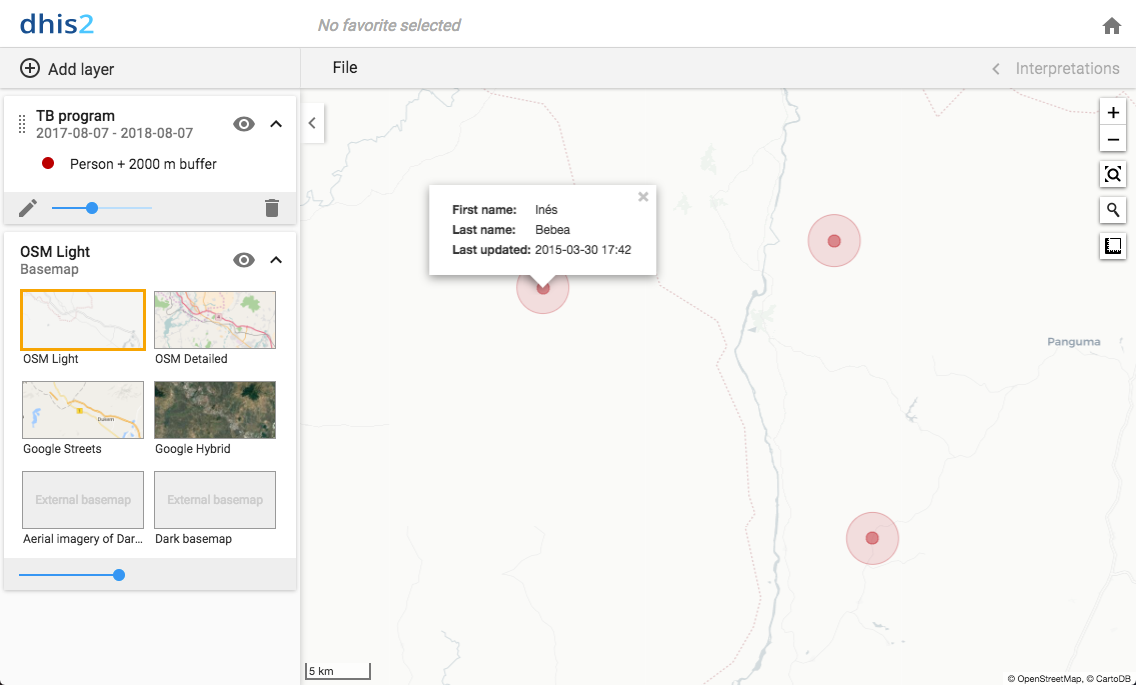 dhis2
No favorite selected
Add layer
File
Interpretations
TB program
2017-08-07 - 2018-08-07
Person + 2000 m buffer
OSM Light
Basemap
OSM Light
OSM Detailed
Google Streets
Google Hybrid
External basemap
External basemap
Aerial imagery of Dar...
Dark basemap
First name: Inés
Last name: Bebea
Last updated: 2015-03-30 17:42
Panguma
5 km
© OpenStreetMap, © CartoDB